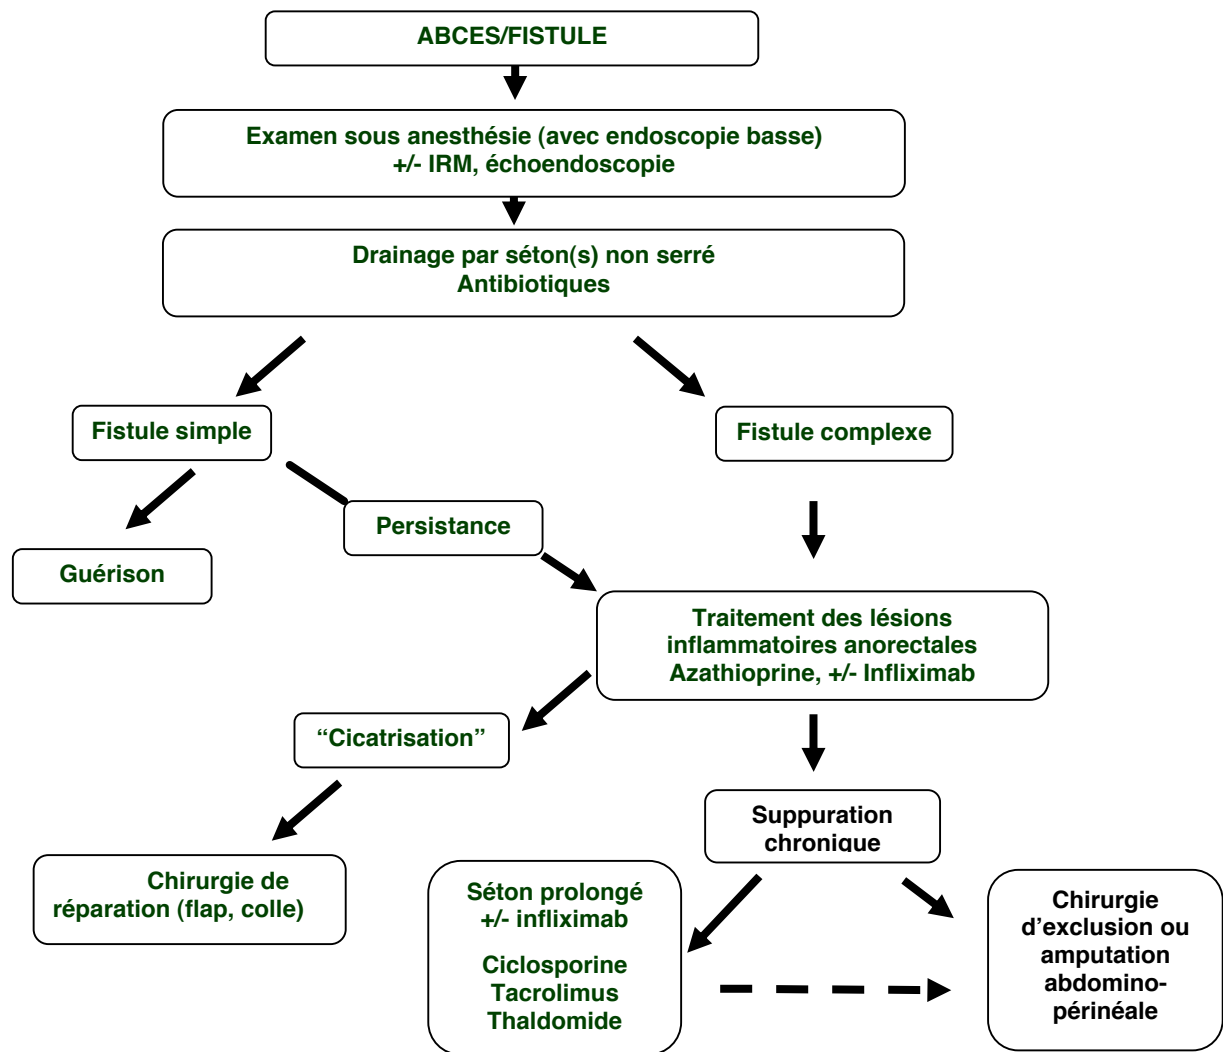 ABCES/FISTULE
Examen sous anesthésie (avec endoscopie basse)
+/- IRM, échoendoscopie
Drainage par séton(s) non serré
Antibiotiques
Fistule simple
Fistule complexe
Persistance
Guérison
Traitement des lésions
inflammatoires anorectales
Azathioprine, +/- Infliximab
“Cicatrisation”
Suppuration
chronique
Chirurgie de
réparation (flap, colle)
Séton prolongé
+/- infliximab
Ciclosporine
Tacrolimus
Thaldomide
Chirurgie
d’exclusion ou
amputation
abdomino-
périnéale